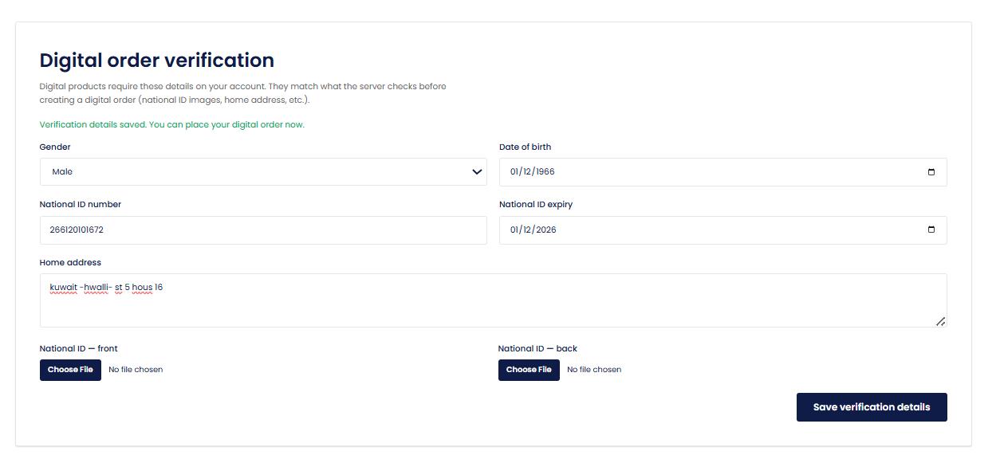 Digital order verification
Digital products require these details on your account. They match what the server checks before
creating a digital order (national ID images, home address, etc.).
Verification details saved. You can place your digital order now.
Gender
Date of birth
Male
01/12/1966
National ID number
National ID expiry
266120101672
01/12/2026
Home address
kuwait -hwalli- st 5 hous 16
National ID — front
National ID — back
Choose File No file chosen
Choose File No file chosen
Save verification details